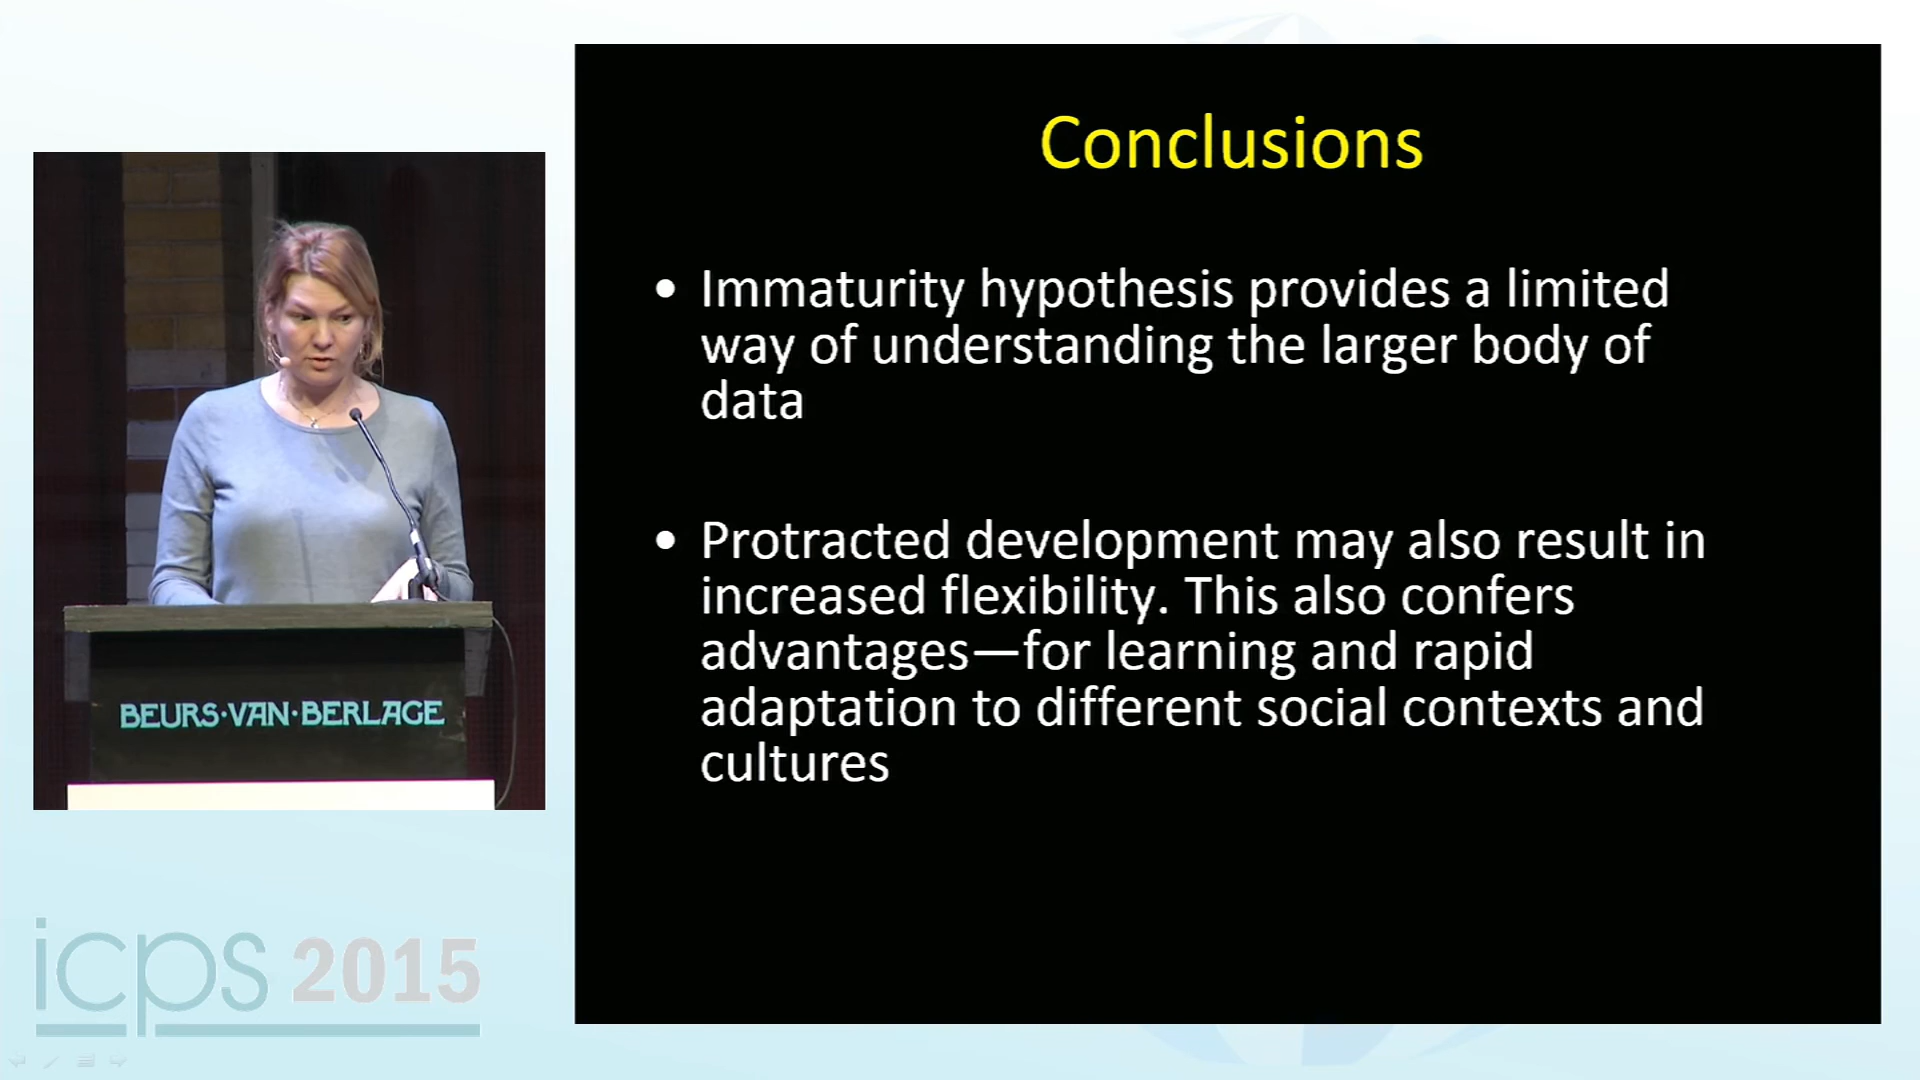 Conclusions
• Immaturity hypothesis provides a limited
way of understanding the larger body of
data
• Protracted development may also result in
increased flexibility. This also confers
advantages—for learning and rapid
adaptation to different social contexts and
cultures
BEURS·VAN·BERLAGE
icps 2015